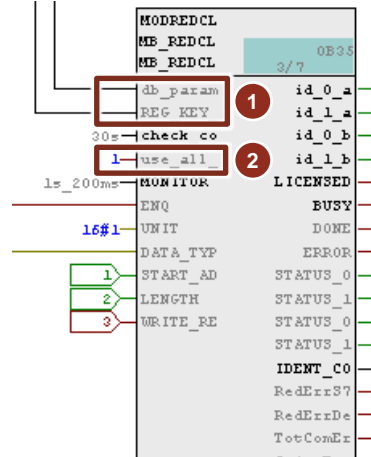 MODREDCL
MB_REDCL
MB_REDCL
OB35
3/7
db_param
id_0_a
1
REG_KEY
id_1_a
30s
check_co
id_0_b
1
use_all_
2
id_1_b
1s_200ms
MONITOR
LICENSED
ENQ
BUSY
16#1
UNIT
DONE
DATA_TYP
ERROR
1
START_AD
STATUS_0
2
LENGTH
STATUS_1
3
WRITE_RE
STATUS_0
STATUS_1
IDENT_CO
RedErrS7
RedErrDe
TotComEr